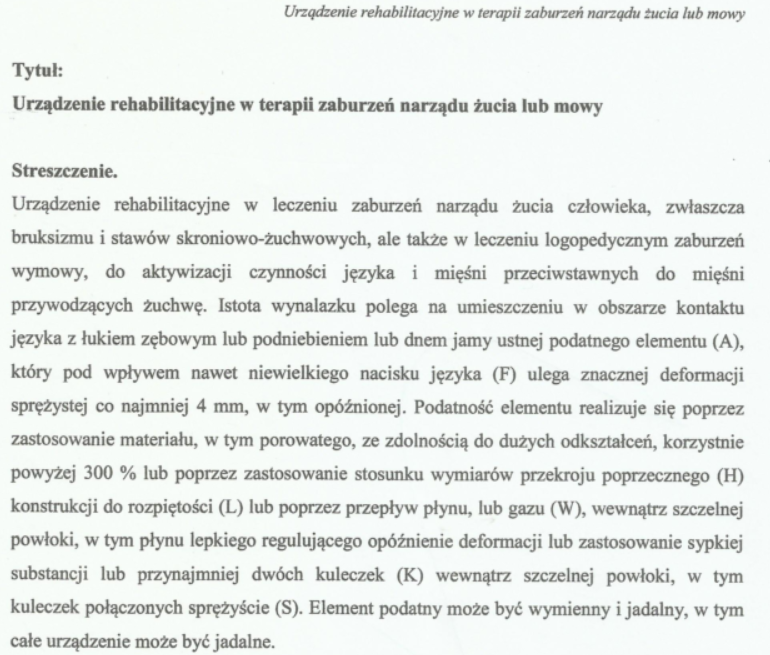 Urządzenie rehabilitacyjne w terapii zaburzeń narządu żucia lub mowy
Tytuł:
Urządzenie rehabilitacyjne w terapii zaburzeń narządu żucia lub mowy
Streszczenie.
Urządzenie rehabilitacyjne w leczeniu zaburzeń narządu żucia człowieka, zwłaszcza
bruksizmu i stawów skroniowo-żuchwowych, ale także w leczeniu logopedycznym zaburzeń
wymowy, do aktywizacji czynności języka i mięśni przeciwstawnych do mięśni
przywodzących żuchwę. Istota wynalazku polega na umieszczeniu w obszarze kontaktu
języka z łukiem zębowym lub podniebieniem lub dnem jamy ustnej podatnego elementu (A),
który pod wpływem nawet niewielkiego nacisku języka (F) ulega znacznej deformacji
sprężystej co najmniej 4 mm, w tym opóźnionej. Podatność elementu realizuje się poprzez
zastosowanie materiału, w tym porowatego, ze zdolnością do dużych odkształceń, korzystnie
powyżej 300 % lub poprzez zastosowanie stosunku wymiarów przekroju poprzecznego (H)
konstrukcji do rozpiętości (L) lub poprzez przepływ płynu, lub gazu (W), wewnątrz szczelnej
powłoki, w tym płynu lepkiego regulującego opóźnienie deformacji lub zastosowanie sypkiej
substancji lub przynajmniej dwóch kuleczek (K) wewnątrz szczelnej powłoki, w tym
kuleczek połączonych sprężyście (S). Element podatny może być wymienny i jadalny, w tym
całe urządzenie może być jadalne.